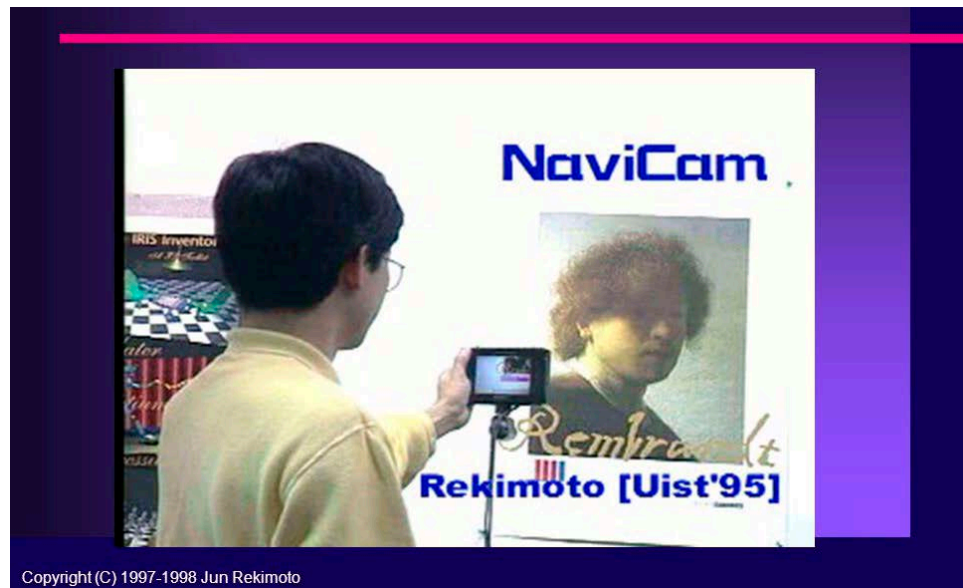 NaviCam
IRIS Inventor
Rembrandt
Rekimoto [Uist'95]
Copyright (C) 1997-1998 Jun Rekimoto